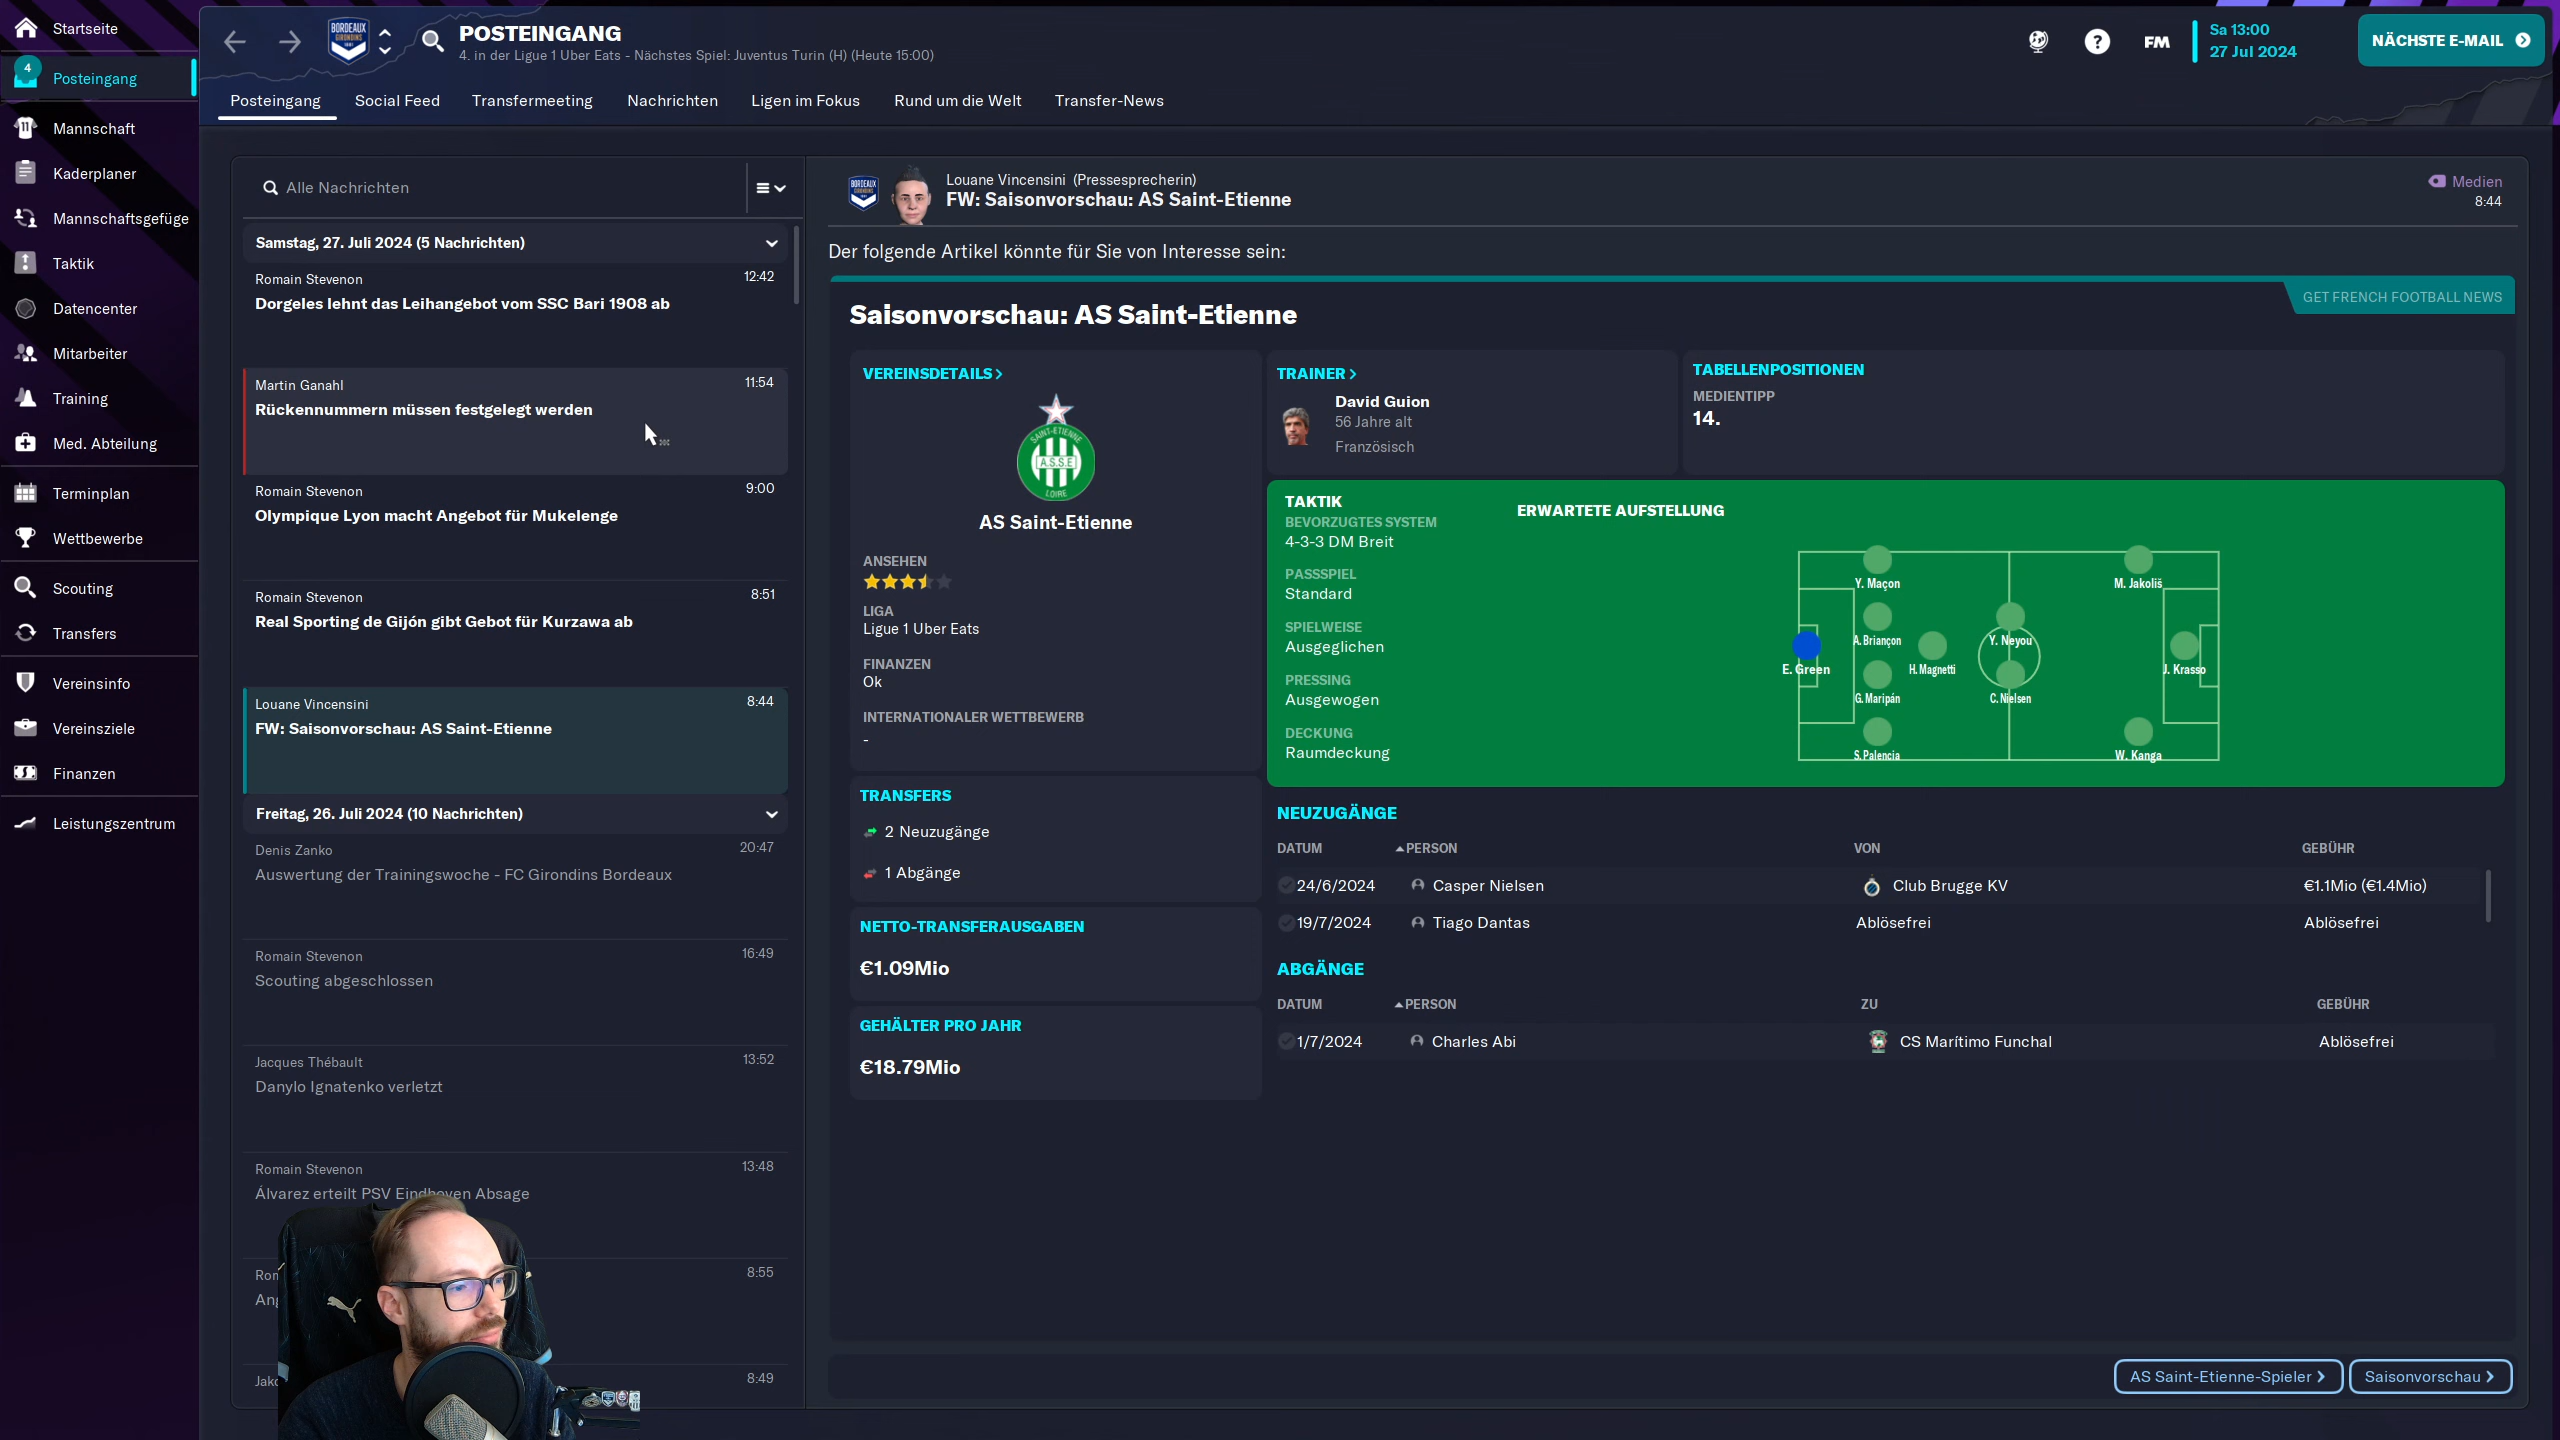 Startseite
4
Posteingang
Mannschaft
Kaderplaner
Mannschaftsgefüge
Taktik
Datencenter
Mitarbeiter
Training
Med. Abteilung
Terminplan
Wettbewerbe
Scouting
Transfers
Vereinsinfo
Vereinsziele
Finanzen
Leistungszentrum
BORDEAUX
GIRONDINS
POSTEINGANG
4. in der Ligue 1 Uber Eats - Nächstes Spiel: Juventus Turin (H) (Heute 15:00)
FM
Sa 13:00
27 Jul 2024
NÄCHSTE E-MAIL
Posteingang
Social Feed
Transfermeeting
Nachrichten
Ligen im Fokus
Rund um die Welt
Transfer-News
Alle Nachrichten
Samstag, 27. Juli 2024 (5 Nachrichten)
Romain Stevenon 12:42
Dorgeles lehnt das Leihangebot vom SSC Bari 1908 ab
Martin Ganahl 11:54
Rückennummern müssen festgelegt werden
Romain Stevenon 9:00
Olympique Lyon macht Angebot für Mukelenge
Romain Stevenon 8:51
Real Sporting de Gijón gibt Gebot für Kurzawa ab
Louane Vincensini 8:44
FW: Saisonvorschau: AS Saint-Etienne
Freitag, 26. Juli 2024 (10 Nachrichten)
Denis Zanko 20:47
Auswertung der Trainingswoche - FC Girondins Bordeaux
Romain Stevenon 16:49
Scouting abgeschlossen
Jacques Thébault 13:52
Danylo Ignatenko verletzt
Romain Stevenon 13:48
Álvarez erteilt PSV Eindhoven Absage
8:55
8:49
BORDEAUX
Louane Vincensini (Pressesprecherin)
FW: Saisonvorschau: AS Saint-Etienne
Medien
8:44
Der folgende Artikel könnte für Sie von Interesse sein:
GET FRENCH FOOTBALL NEWS
Saisonvorschau: AS Saint-Etienne
VEREINSDETAILS
SAINT-ETIENNE
A.S.S.E
LOIRE
AS Saint-Etienne
ANSEHEN
LIGA
Ligue 1 Uber Eats
FINANZEN
Ok
INTERNATIONALER WETTBEWERB
-
TRANSFERS
2 Neuzugänge
1 Abgänge
NETTO-TRANSFERAUSGABEN
€1.09Mio
GEHÄLTER PRO JAHR
€18.79Mio
TRAINER
David Guion
56 Jahre alt
Französisch
TABELLENPOSITIONEN
MEDIENTIPP
14.
TAKTIK
BEVORZUGTES SYSTEM
4-3-3 DM Breit
PASSSPIEL
Standard
SPIELWEISE
Ausgeglichen
PRESSING
Ausgewogen
DECKUNG
Raumdeckung
ERWARTETE AUFSTELLUNG
Y. Maçon
M. Jakoliš
A. Briançon
Y. Neyou
E. Green
H. Magnetti
J. Krasso
G. Maripán
C. Nielsen
S. Palencia
W. Kanga
NEUZUGÄNGE
DATUM PERSON VON GEBÜHR
24/6/2024 Casper Nielsen Club Brugge KV €1.1Mio (€1.4Mio)
19/7/2024 Tiago Dantas Ablösefrei Ablösefrei
ABGÄNGE
DATUM PERSON ZU GEBÜHR
1/7/2024 Charles Abi CS Marítimo Funchal Ablösefrei
AS Saint-Etienne-Spieler
Saisonvorschau